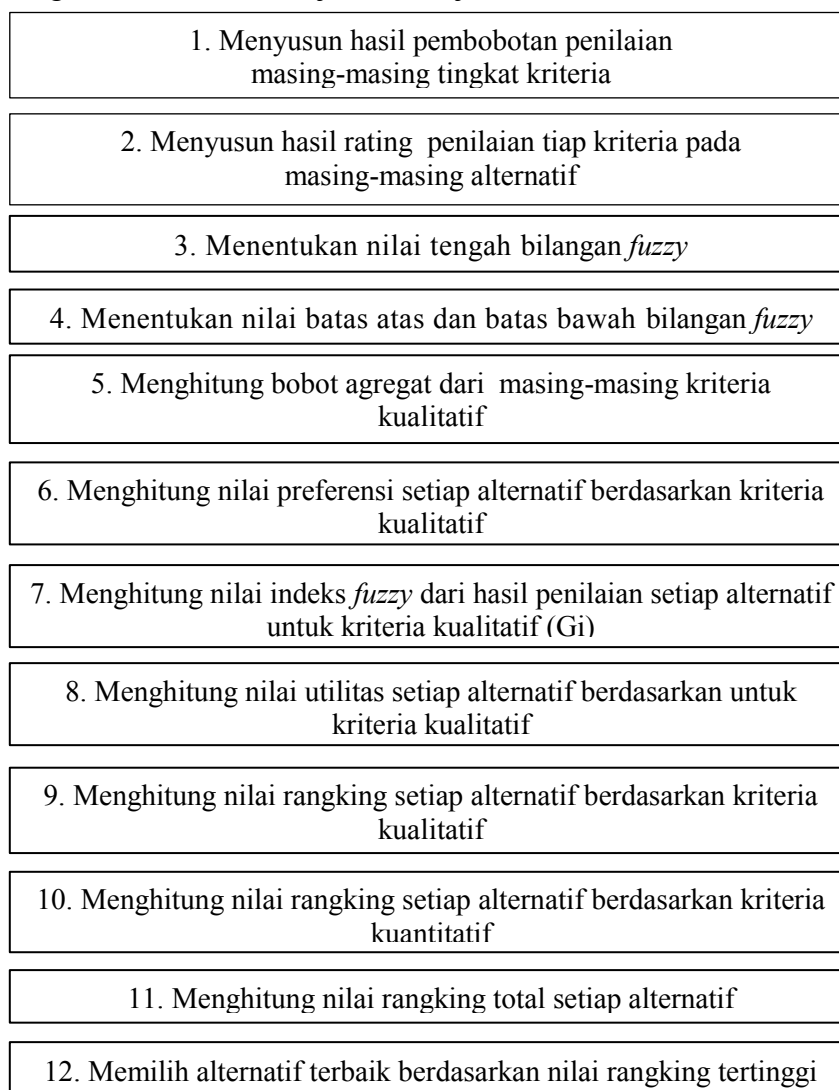 1. Menyusun hasil pembobotan penilaian
masing-masing tingkat kriteria
2. Menyusun hasil rating penilaian tiap kriteria pada
masing-masing alternatif
3. Menentukan nilai tengah bilangan fuzzy
4. Menentukan nilai batas atas dan batas bawah bilangan fuzzy
5. Menghitung bobot agregat dari masing-masing kriteria
kualitatif
6. Menghitung nilai preferensi setiap alternatif berdasarkan kriteria
kualitatif
7. Menghitung nilai indeks fuzzy dari hasil penilaian setiap alternatif
untuk kriteria kualitatif (Gi)
8. Menghitung nilai utilitas setiap alternatif berdasarkan untuk
kriteria kualitatif
9. Menghitung nilai rangking setiap alternatif berdasarkan kriteria
kualitatif
10. Menghitung nilai rangking setiap alternatif berdasarkan kriteria
kuantitatif
11. Menghitung nilai rangking total setiap alternatif
12. Memilih alternatif terbaik berdasarkan nilai rangking tertinggi